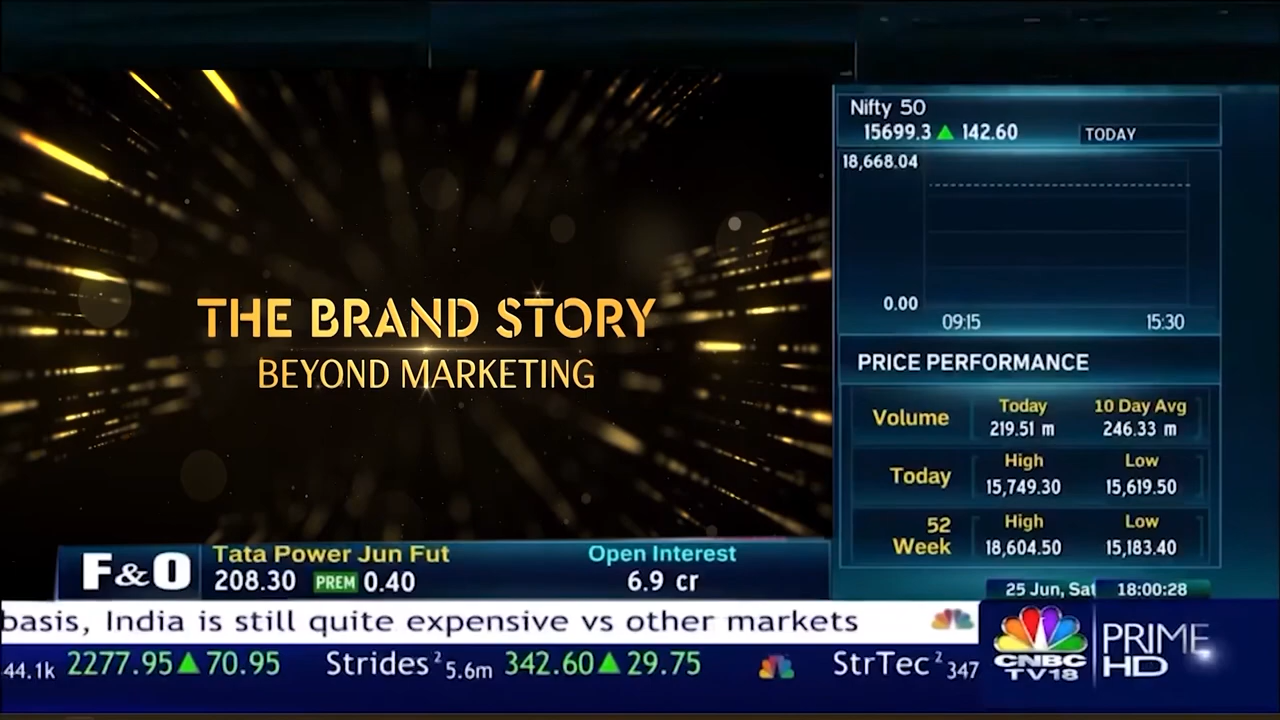 THE BRAND STORY
BEYOND MARKETING
Nifty 50
15699.3 ▲ 142.60 TODAY
18,668.04
0.00
09:15 15:30
PRICE PERFORMANCE
Volume Today 10 Day Avg
219.51 m 246.33 m
Today High Low
15,749.30 15,619.50
52 Week High Low
18,604.50 15,183.40
F&O Tata Power Jun Fut Open Interest
208.30 PREM 0.40 6.9 cr
25 Jun, Sat 18:00:28
basis, India is still quite expensive vs other markets
44.1k 2277.95 ▲ 70.95 Strides² 5.6m 342.60 ▲ 29.75 StrTec² 347
CNBC TV18 PRIME HD